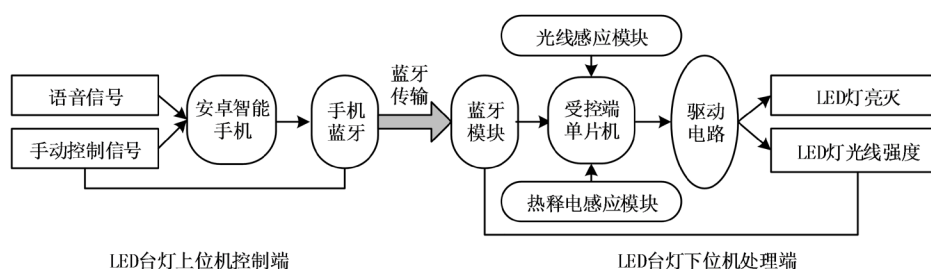 语音信号
手动控制信号
安卓智能
手机
手机
蓝牙
蓝牙
传输
蓝牙
模块
光线感应模块
受控端
单片机
热释电感应模块
驱动
电路
LED灯亮灭
LED灯光线强度
LED台灯上位机控制端
LED台灯下位机处理端